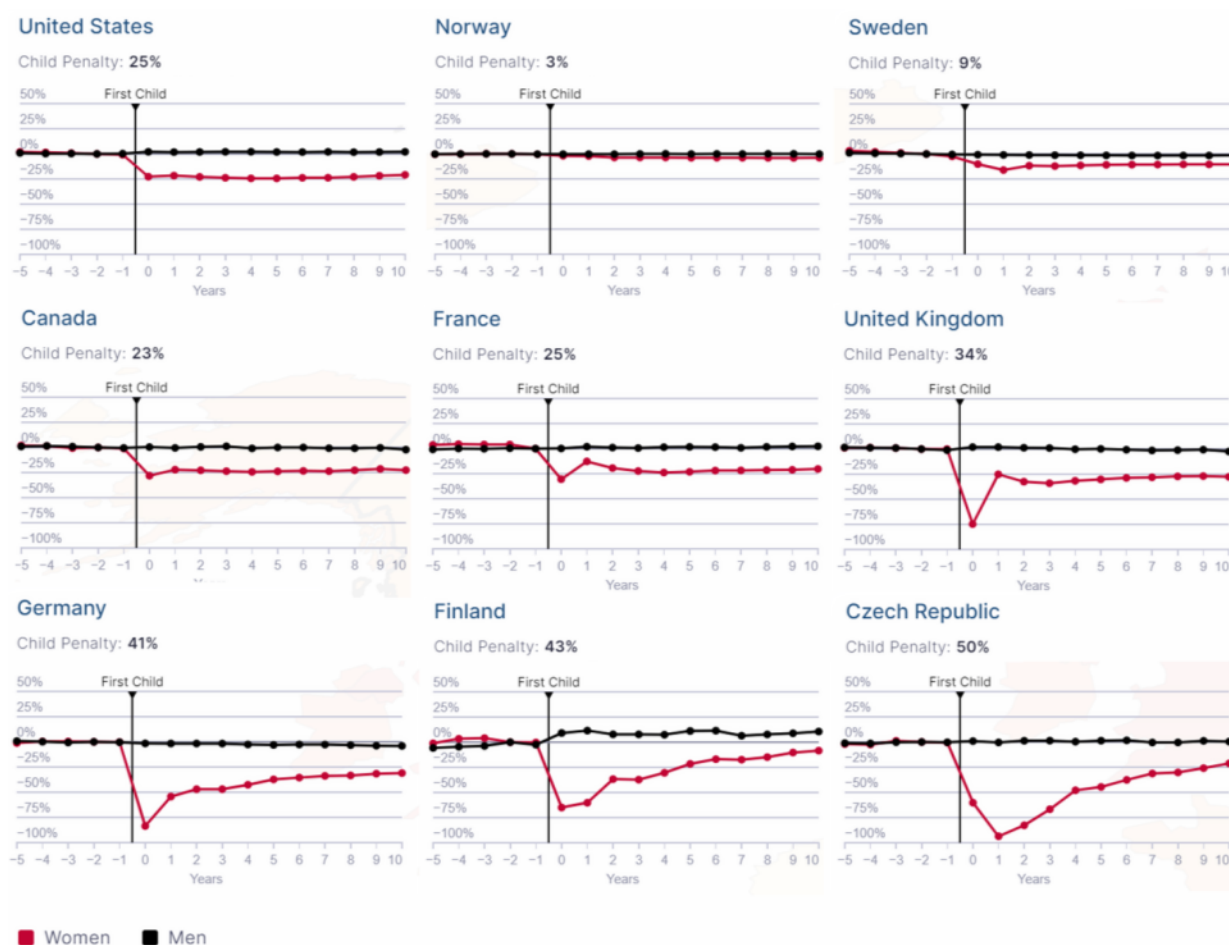 United States
Child Penalty: 25%
First Child
50%
25%
0%
−25%
−50%
−75%
−100%
−5 −4 −3 −2 −1 0 1 2 3 4 5 6 7 8 9 10
Years
Norway
Child Penalty: 3%
First Child
50%
25%
0%
−25%
−50%
−75%
−100%
−5 −4 −3 −2 −1 0 1 2 3 4 5 6 7 8 9 10
Years
Sweden
Child Penalty: 9%
First Child
50%
25%
0%
−25%
−50%
−75%
−100%
−5 −4 −3 −2 −1 0 1 2 3 4 5 6 7 8 9
Years
Canada
Child Penalty: 23%
First Child
50%
25%
0%
−25%
−50%
−75%
−100%
−5 −4 −3 −2 −1 0 1 2 3 4 5 6 7 8 9 10
France
Child Penalty: 25%
First Child
50%
25%
0%
−25%
−50%
−75%
−100%
−5 −4 −3 −2 −1 0 1 2 3 4 5 6 7 8 9 10
Years
United Kingdom
Child Penalty: 34%
First Child
50%
25%
0%
−25%
−50%
−75%
−100%
−5 −4 −3 −2 −1 0 1 2 3 4 5 6 7 8 9 10
Years
Germany
Child Penalty: 41%
First Child
50%
25%
0%
−25%
−50%
−75%
−100%
−5 −4 −3 −2 −1 0 1 2 3 4 5 6 7 8 9 10
Years
Finland
Child Penalty: 43%
First Child
50%
25%
0%
−25%
−50%
−75%
−100%
−5 −4 −3 −2 −1 0 1 2 3 4 5 6 7 8 9 10
Years
Czech Republic
Child Penalty: 50%
First Child
50%
25%
0%
−25%
−50%
−75%
−100%
−5 −4 −3 −2 −1 0 1 2 3 4 5 6 7 8 9 10
Years
Women Men